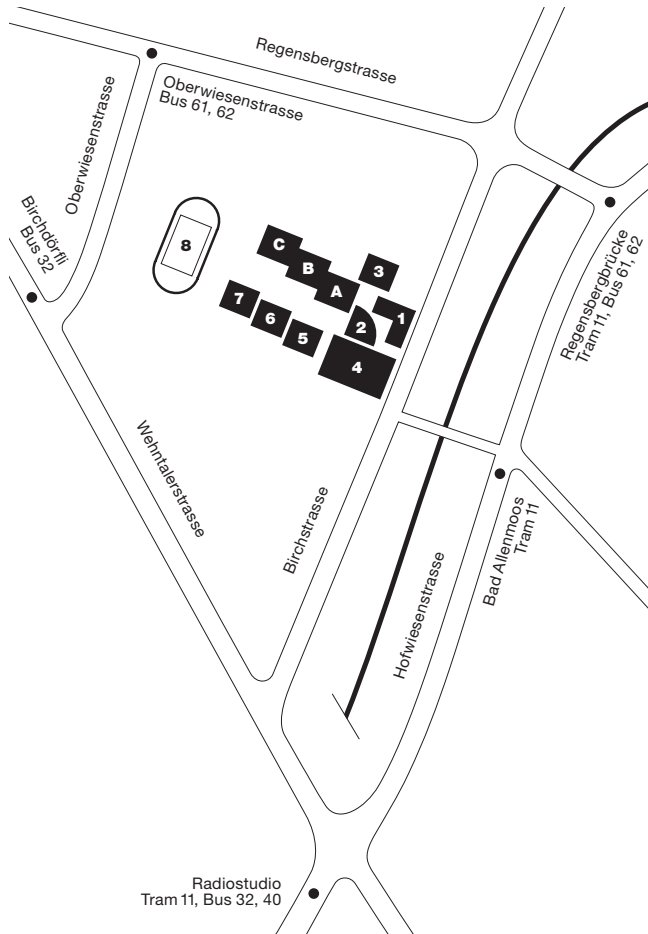 Regensbergstrasse
Oberwiesenstrasse
Bus 61, 62
Oberwiesenstrasse
Birchdörfli
Bus 32
8
C
B
A
3
7
6
5
2
1
4
Regensbergbrücke
Tram 11, Bus 61, 62
Wehntalerstrasse
Birchstrasse
Bad Allenmoos
Tram 11
Hofwiesenstrasse
Radiostudio
Tram 11, Bus 32, 40